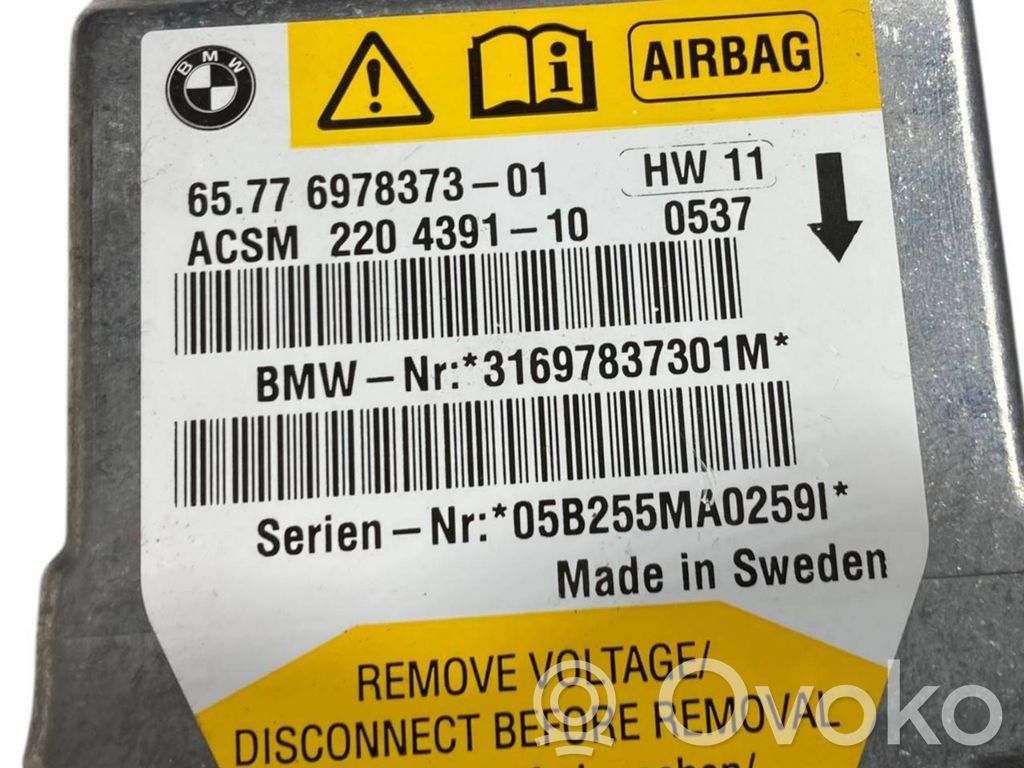 BMW
AIRBAG
65.77 6978373-01 HW 11
ACSM 220 4391-10 0537
BMW-Nr:*31697837301M*
Serien-Nr:*05B255MA0259I*
Made in Sweden
REMOVE VOLTAGE/
DISCONNECT BEFORE REMOVAL
Ovoko